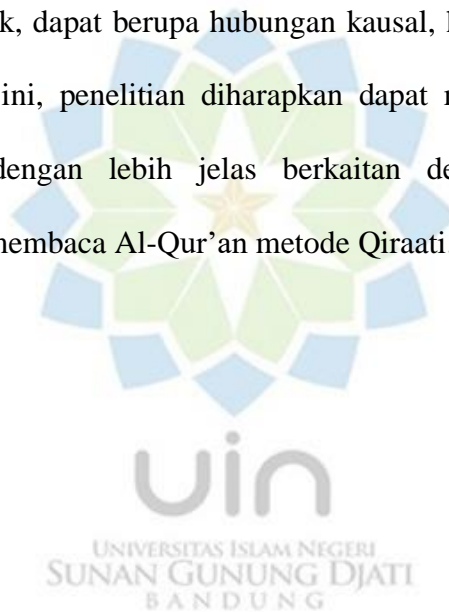 k, dapat berupa hubungan kausal,
ini, penelitian diharapkan dapat
dengan lebih jelas berkaitan de
membaca Al-Qur'an metode Qiraati.
uin
UNIVERSITAS ISLAM NEGERI
SUNAN GUNUNG DJATI
BANDUNG